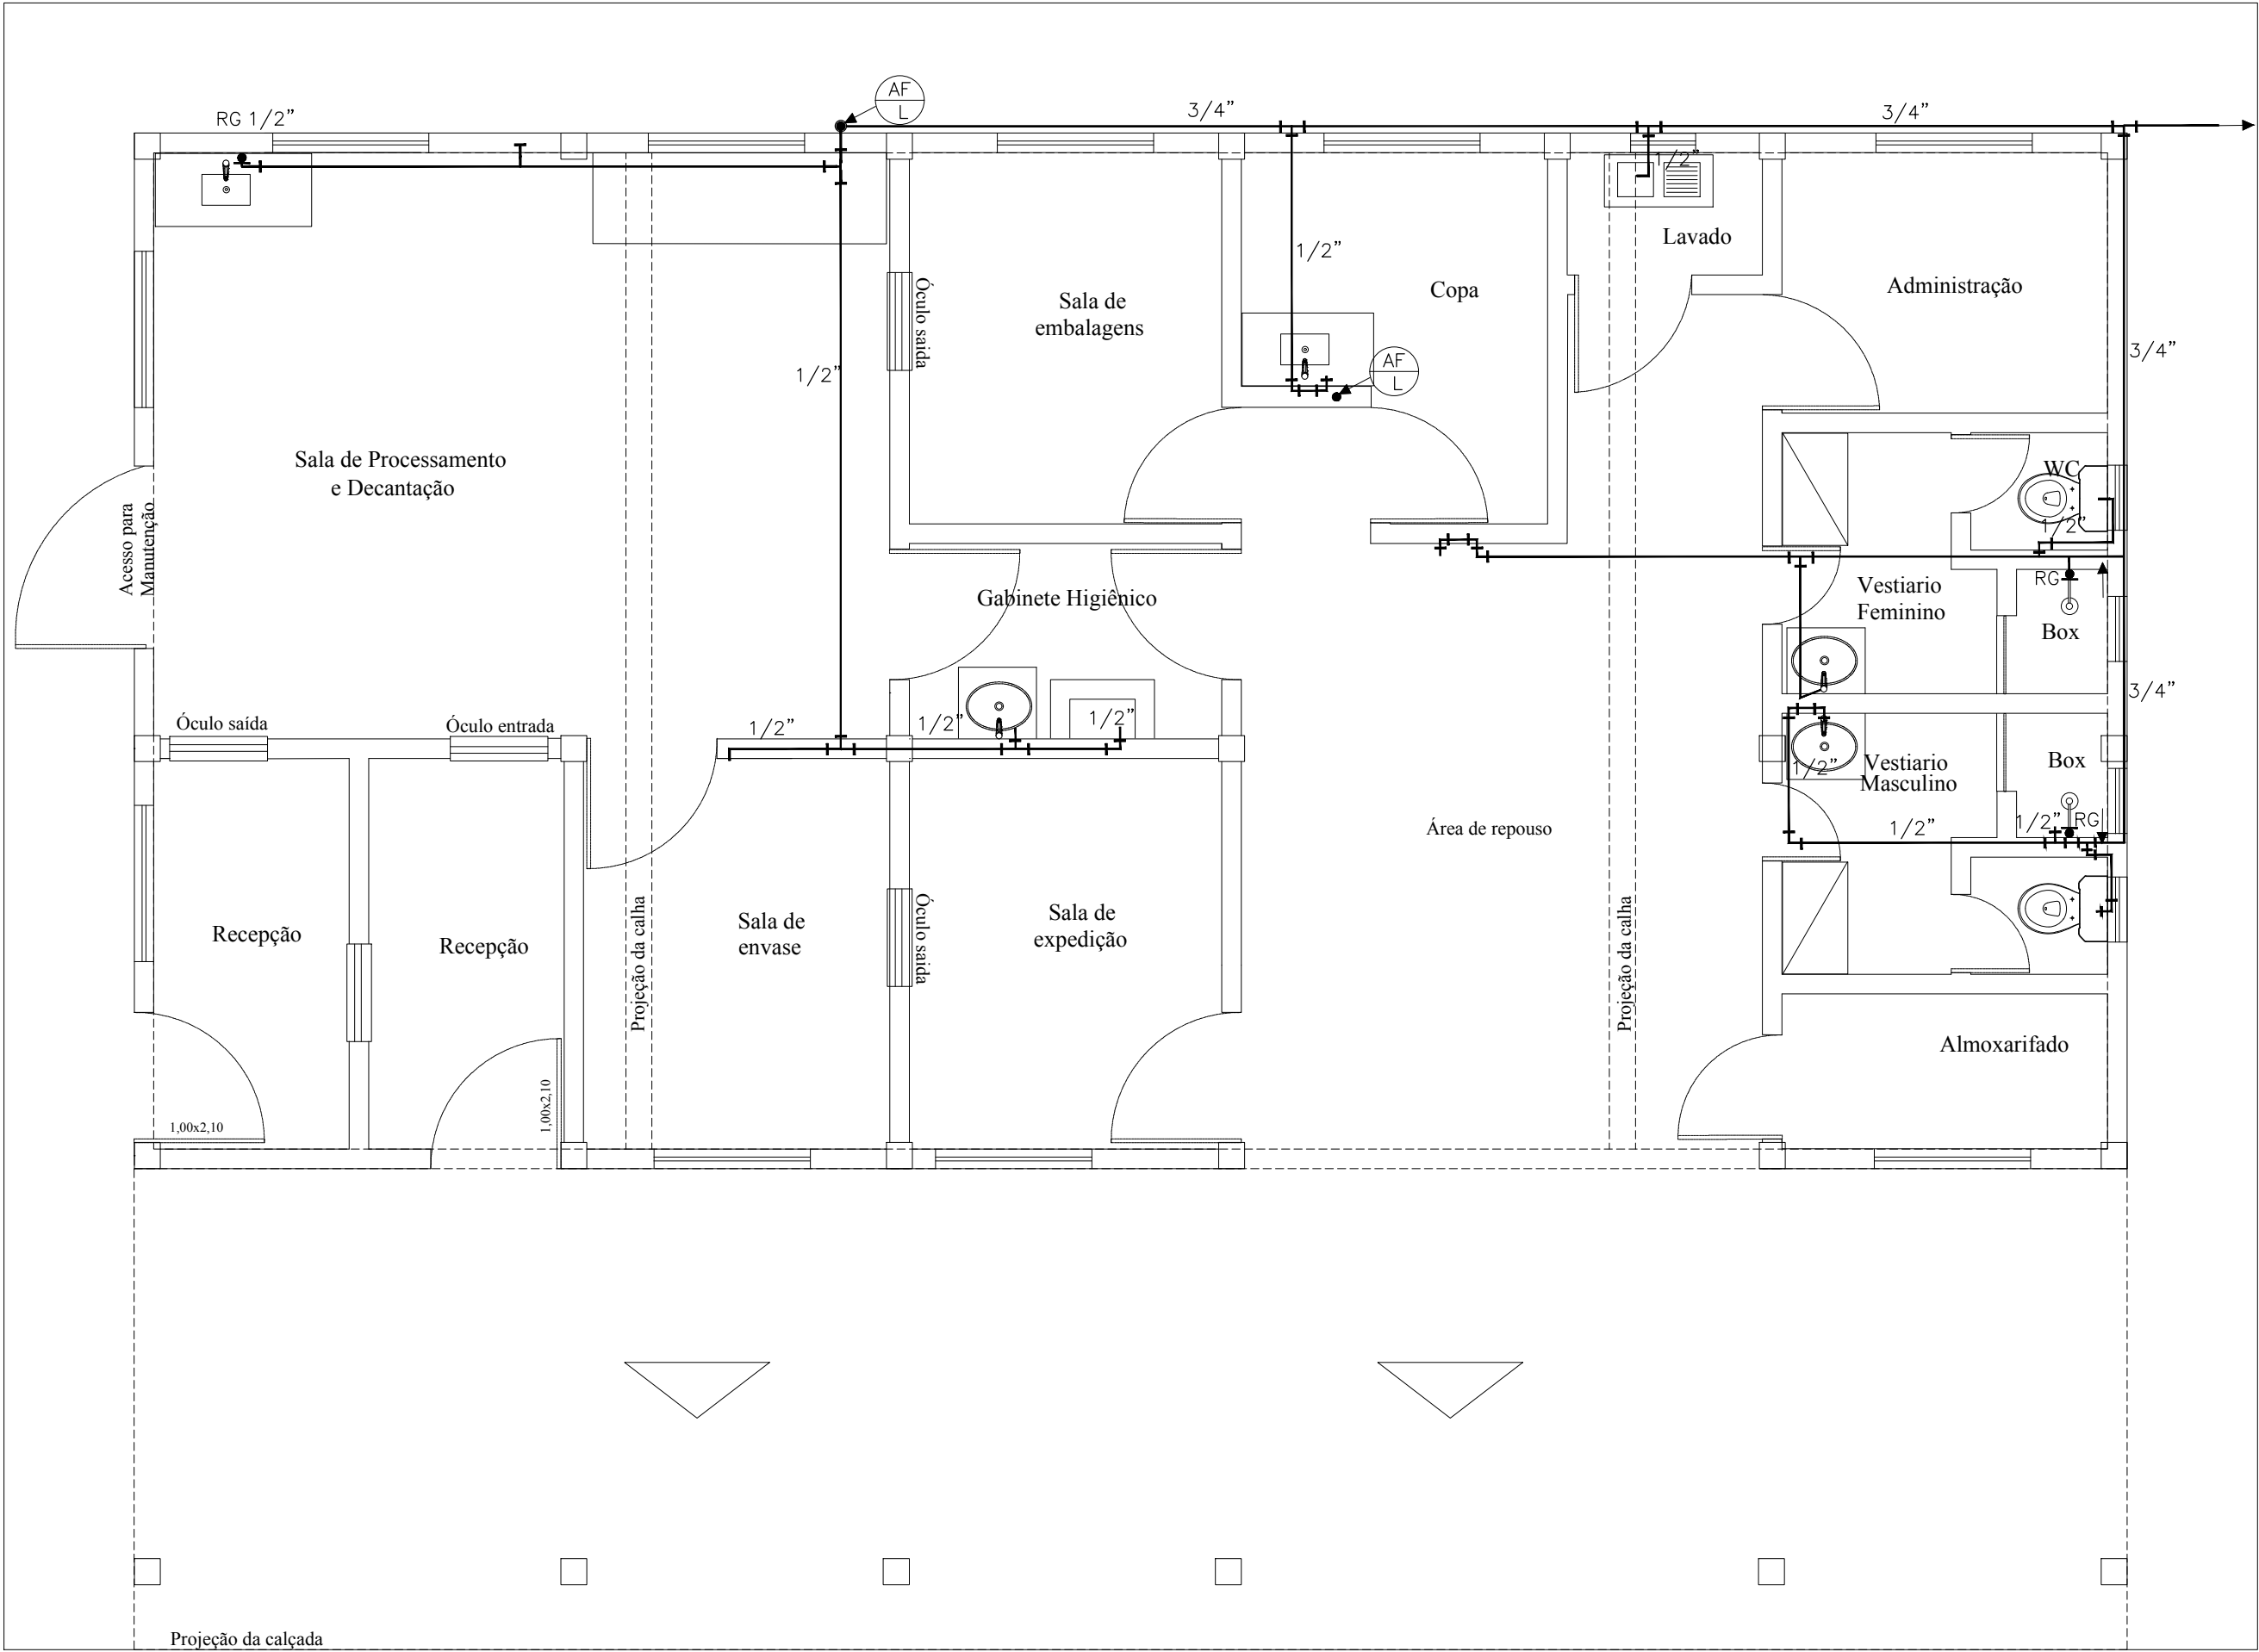 AF
L
RG 1/2”
3/4”
3/4”
1/2”
Lavado
1/2”
Copa
Administração
Óculo saida
Sala de
embalagens
3/4”
AF
L
1/2”
Sala de Processamento
e Decantação
WC
1/2”
Acesso para
Manutenção
RG
Vestiario
Feminino
Gabinete Higiênico
Box
3/4”
Óculo saída
Óculo entrada
1/2”
1/2”
1/2”
Box
Vestiario
Masculino
1/2”
1/2”
1/2”
RG
Área de repouso
Óculo saida
Sala de
envase
Sala de
expedição
Recepção
Recepção
Projeção da calha
Projeção da calha
Almoxarifado
1,00x2,10
1,00x2,10
Projeção da calçada